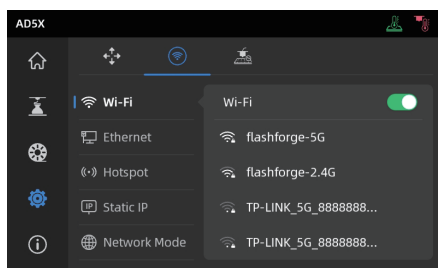 AD5X
Wi-Fi
Ethernet
Hotspot
IP Static IP
Network Mode
Wi-Fi
flashforge-5G
flashforge-2.4G
TP-LINK_5G_8888888...
TP-LINK_5G_8888888...